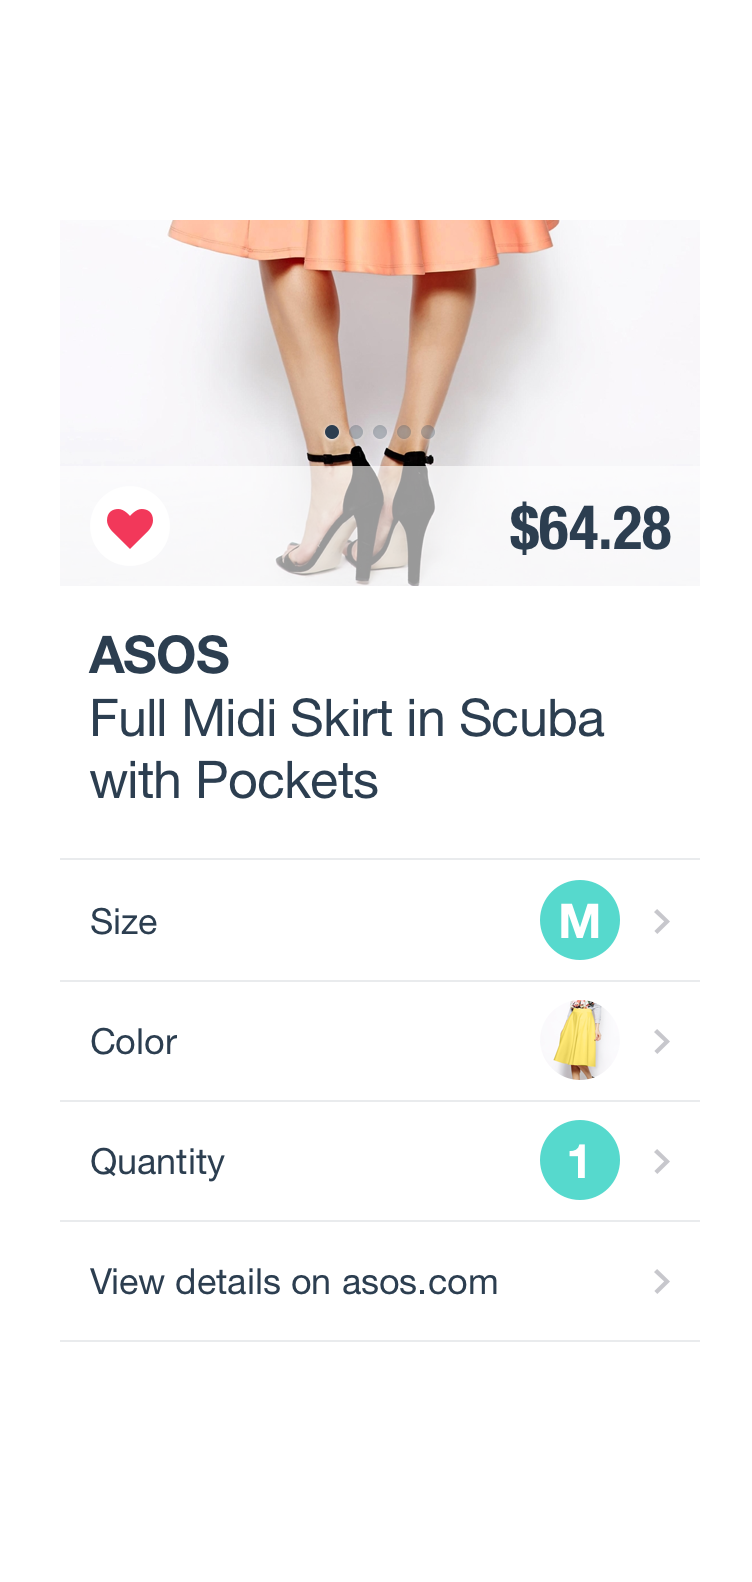 $64.28
ASOS
Full Midi Skirt in Scuba
with Pockets
Size M
Color
Quantity 1
View details on asos.com